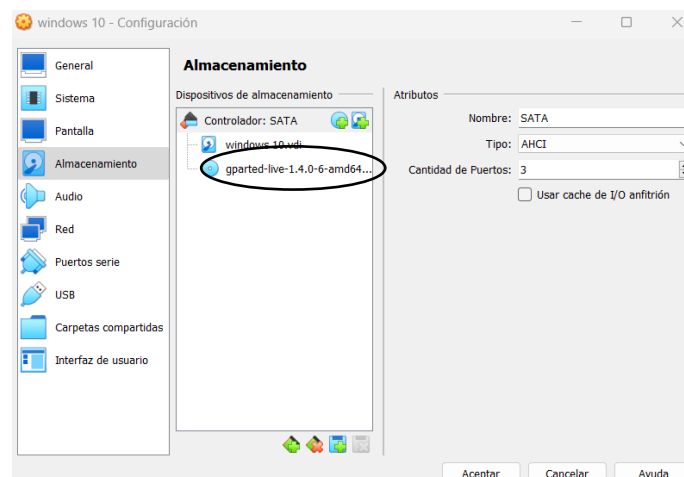 windows 10 - Configuración
General
Sistema
Pantalla
Almacenamiento
Audio
Red
Puertos serie
USB
Carpetas compartidas
Interfaz de usuario
Almacenamiento
Dispositivos de almacenamiento
Controlador: SATA
windows 10.vdi
gparted-live-1.4.0-6-amd64...
Atributos
Nombre: SATA
Tipo: AHCI
Cantidad de Puertos: 3
Usar cache de I/O anfitrión
Aceptar Cancelar Ayuda